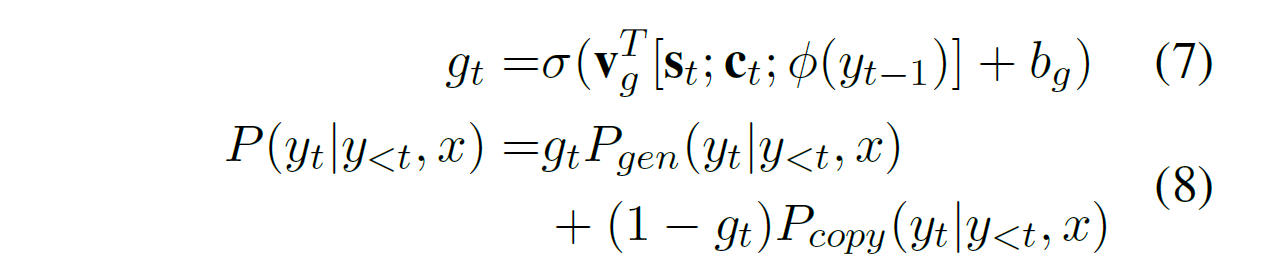 g_t =σ(v_g^T[s_t; c_t; ϕ(y_{t−1})] + b_g) (7)
P(y_t|y_{<t}, x) =g_t P_{gen}(y_t|y_{<t}, x)
+ (1 − g_t)P_{copy}(y_t|y_{<t}, x) (8)